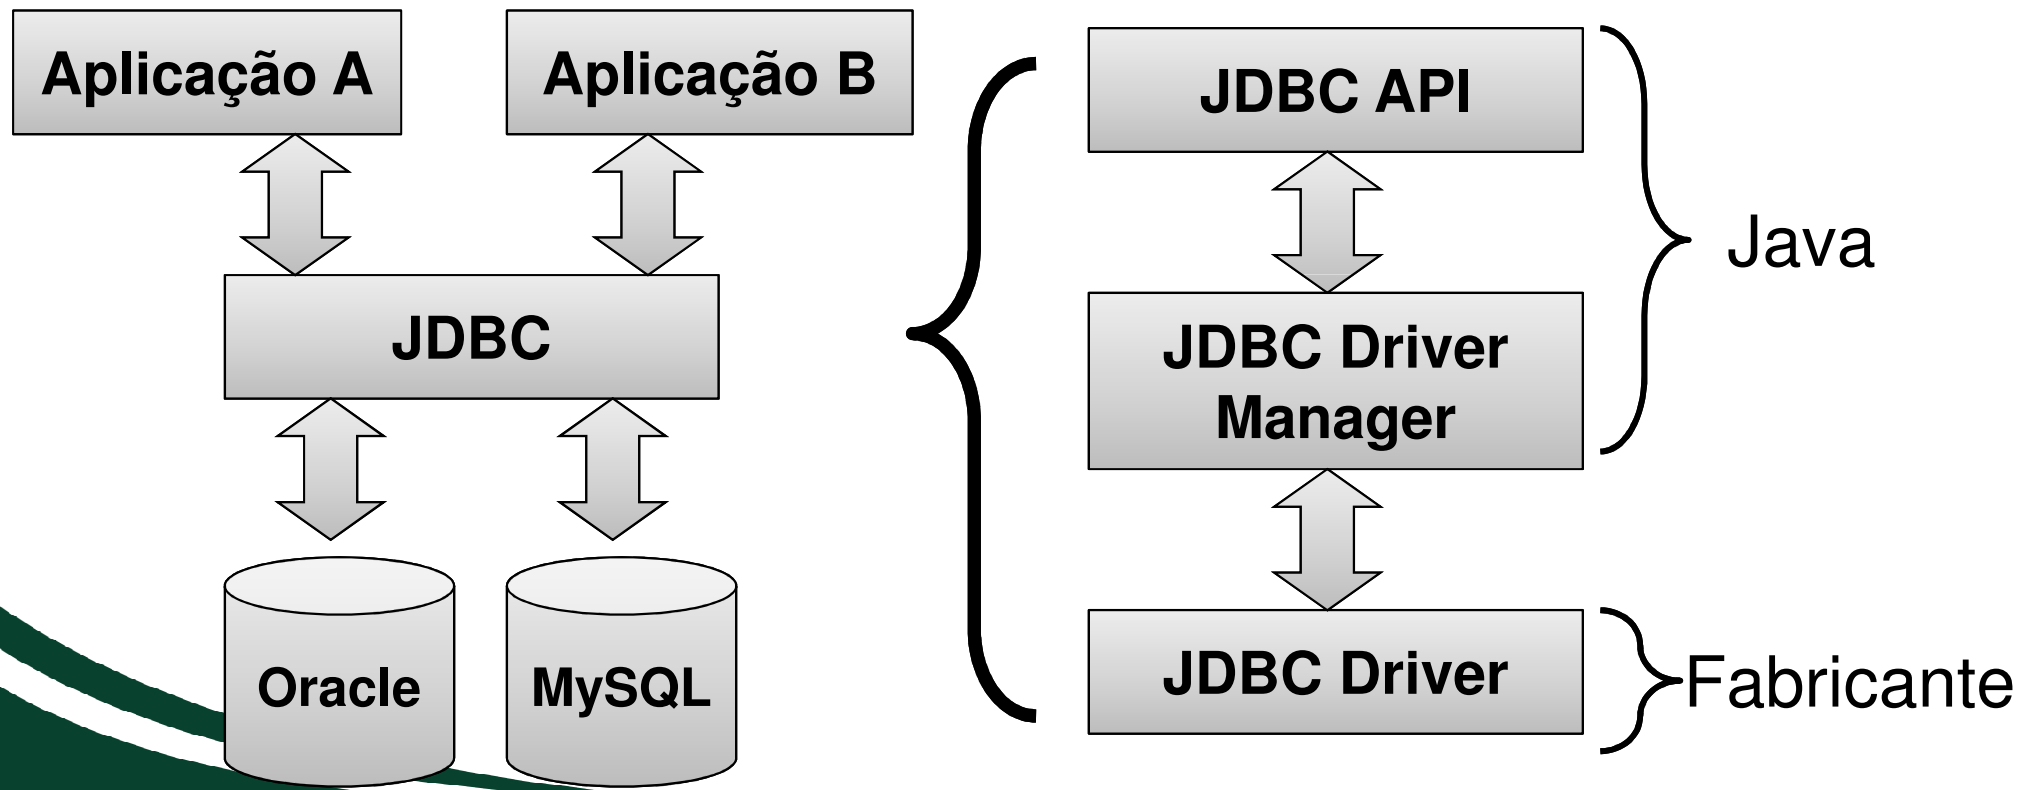 Aplicação A
Aplicação B
JDBC
Oracle
MySQL
JDBC API
JDBC Driver
Manager
JDBC Driver
Java
Fabricante